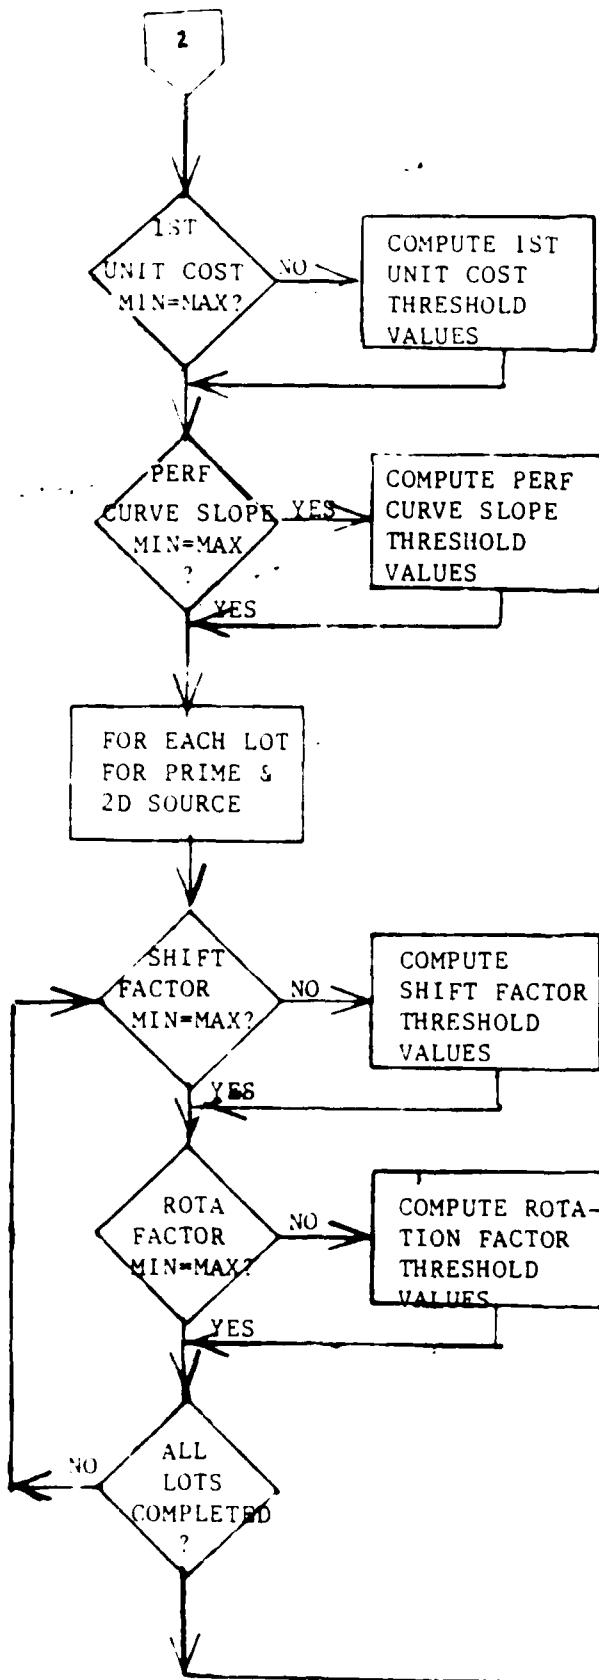 2
1ST
UNIT COST
MIN=MAX?
NO
COMPUTE 1ST
UNIT COST
THRESHOLD
VALUES
PERF
CURVE SLOPE
MIN=MAX
?
YES
COMPUTE PERF
CURVE SLOPE
THRESHOLD
VALUES
YES
FOR EACH LOT
FOR PRIME &
2D SOURCE
SHIFT
FACTOR
MIN=MAX?
NO
COMPUTE
SHIFT FACTOR
THRESHOLD
VALUES
YES
ROTA
FACTOR
MIN=MAX?
NO
COMPUTE ROTA-
TION FACTOR
THRESHOLD
VALUES
YES
ALL
LOTS
COMPLETED
?
NO